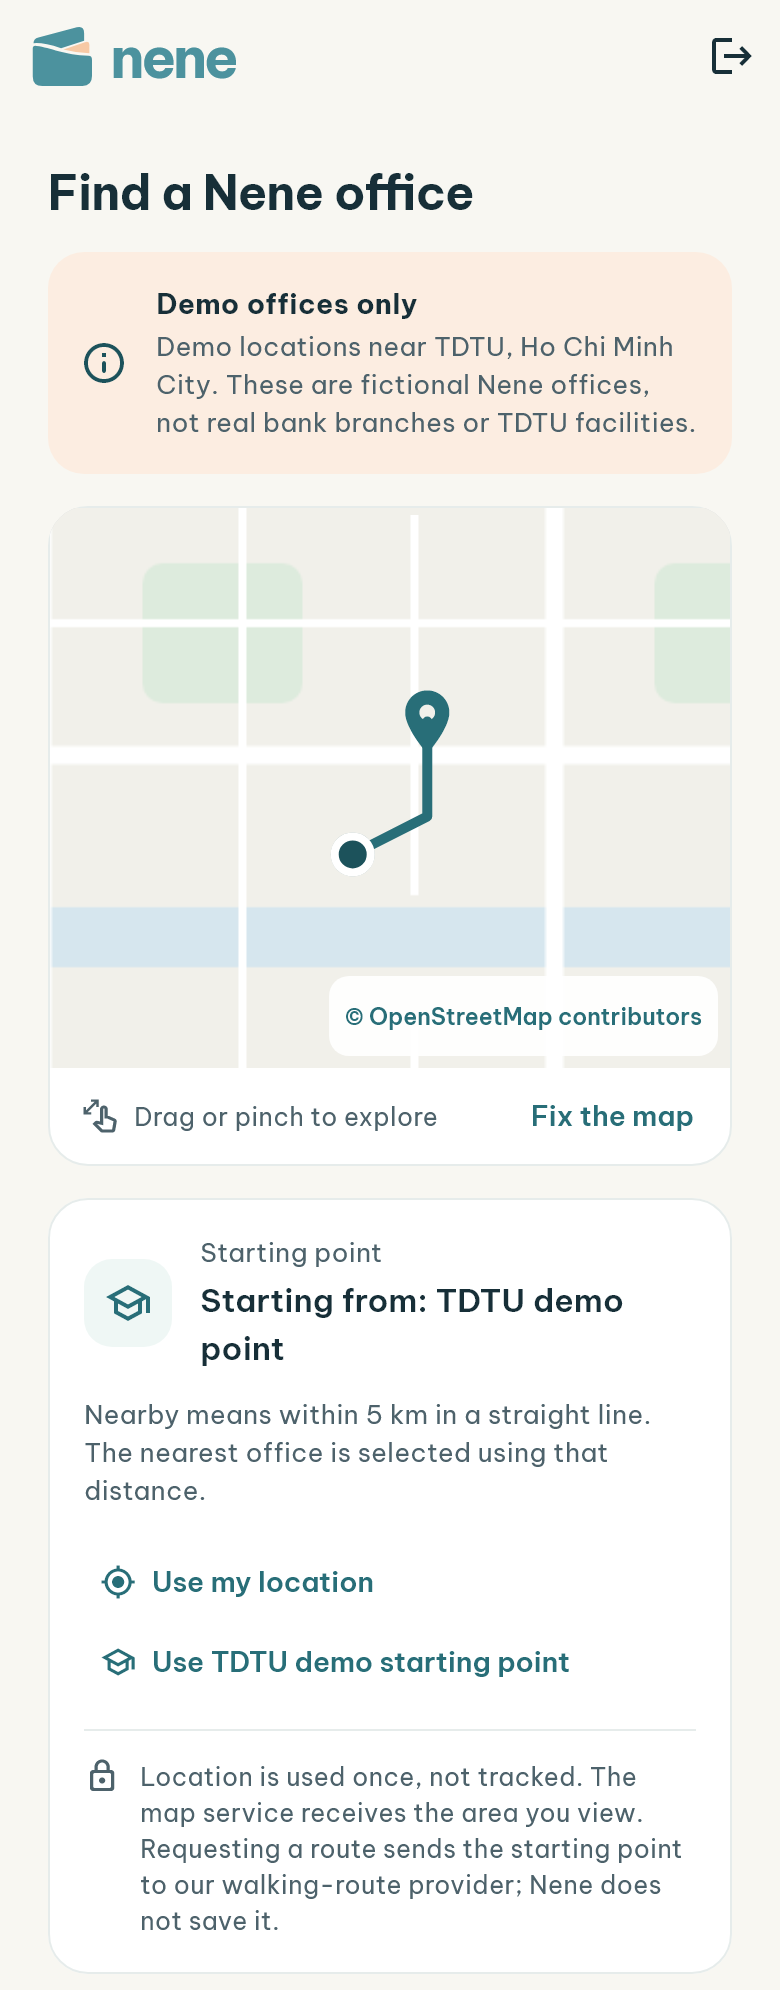 nene
Find a Nene office
Demo offices only
Demo locations near TDTU, Ho Chi Minh
City. These are fictional Nene offices,
not real bank branches or TDTU facilities.
© OpenStreetMap contributors
Drag or pinch to explore
Fix the map
Starting point
Starting from: TDTU demo
point
Nearby means within 5 km in a straight line.
The nearest office is selected using that
distance.
Use my location
Use TDTU demo starting point
Location is used once, not tracked. The
map service receives the area you view.
Requesting a route sends the starting point
to our walking-route provider; Nene does
not save it.